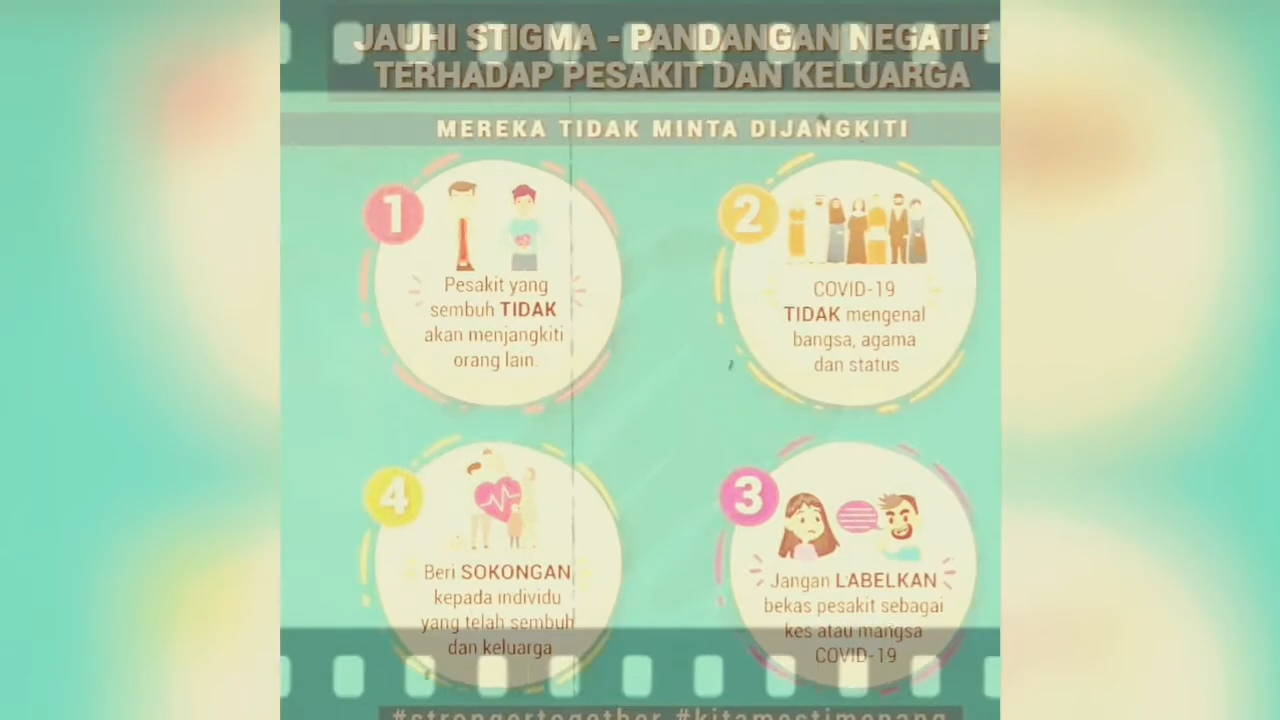 JAUHI STIGMA - PANDANGAN NEGATIF
TERHADAP PESAKIT DAN KELUARGA
MEREKA TIDAK MINTA DIJANGKITI
1
Pesakit yang
sembuh TIDAK
akan menjangkiti
orang lain.
2
COVID-19
TIDAK mengenal
bangsa, agama
dan status
4
Beri SOKONGAN
kepada individu
yang telah sembuh
dan keluarga
3
Jangan LABELKAN
bekas pesakit sebagai
kes atau mangsa
COVID-19
#strongertogether #kitamestimenang